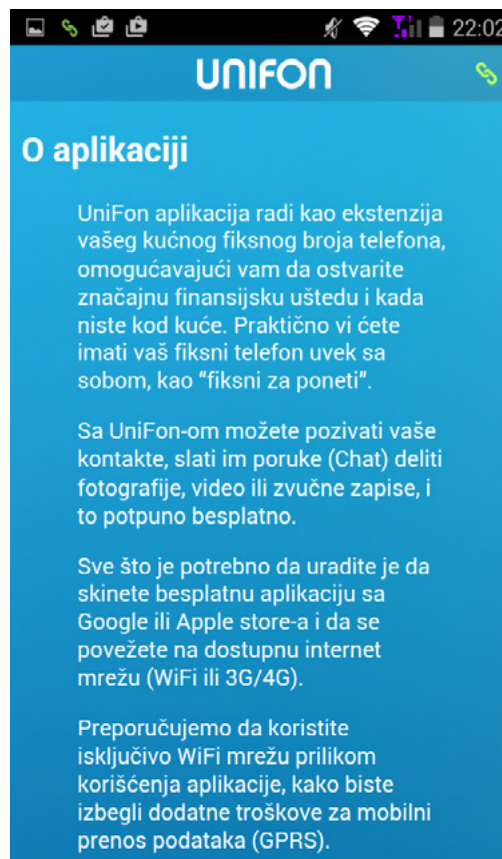 22:02
UNIFON
O aplikaciji
UniFon aplikacija radi kao ekstenzija
vašeg kućnog fiksnog broja telefona,
omogućavajući vam da ostvarite
značajnu finansijsku uštedu i kada
niste kod kuće. Praktično vi ćete
imati vaš fiksni telefon uvek sa
sobom, kao “fiksni za poneti”.
Sa UniFon-om možete pozivati vaše
kontakte, slati im poruke (Chat) deliti
fotografije, video ili zvučne zapise, i
to potpuno besplatno.
Sve što je potrebno da uradite je da
skinete besplatnu aplikaciju sa
Google ili Apple store-a i da se
povežete na dostupnu internet
mrežu (WiFi ili 3G/4G).
Preporučujemo da koristite
isključivo WiFi mrežu prilikom
korišćenja aplikacije, kako biste
izbegli dodatne troškove za mobilni
prenos podataka (GPRS).